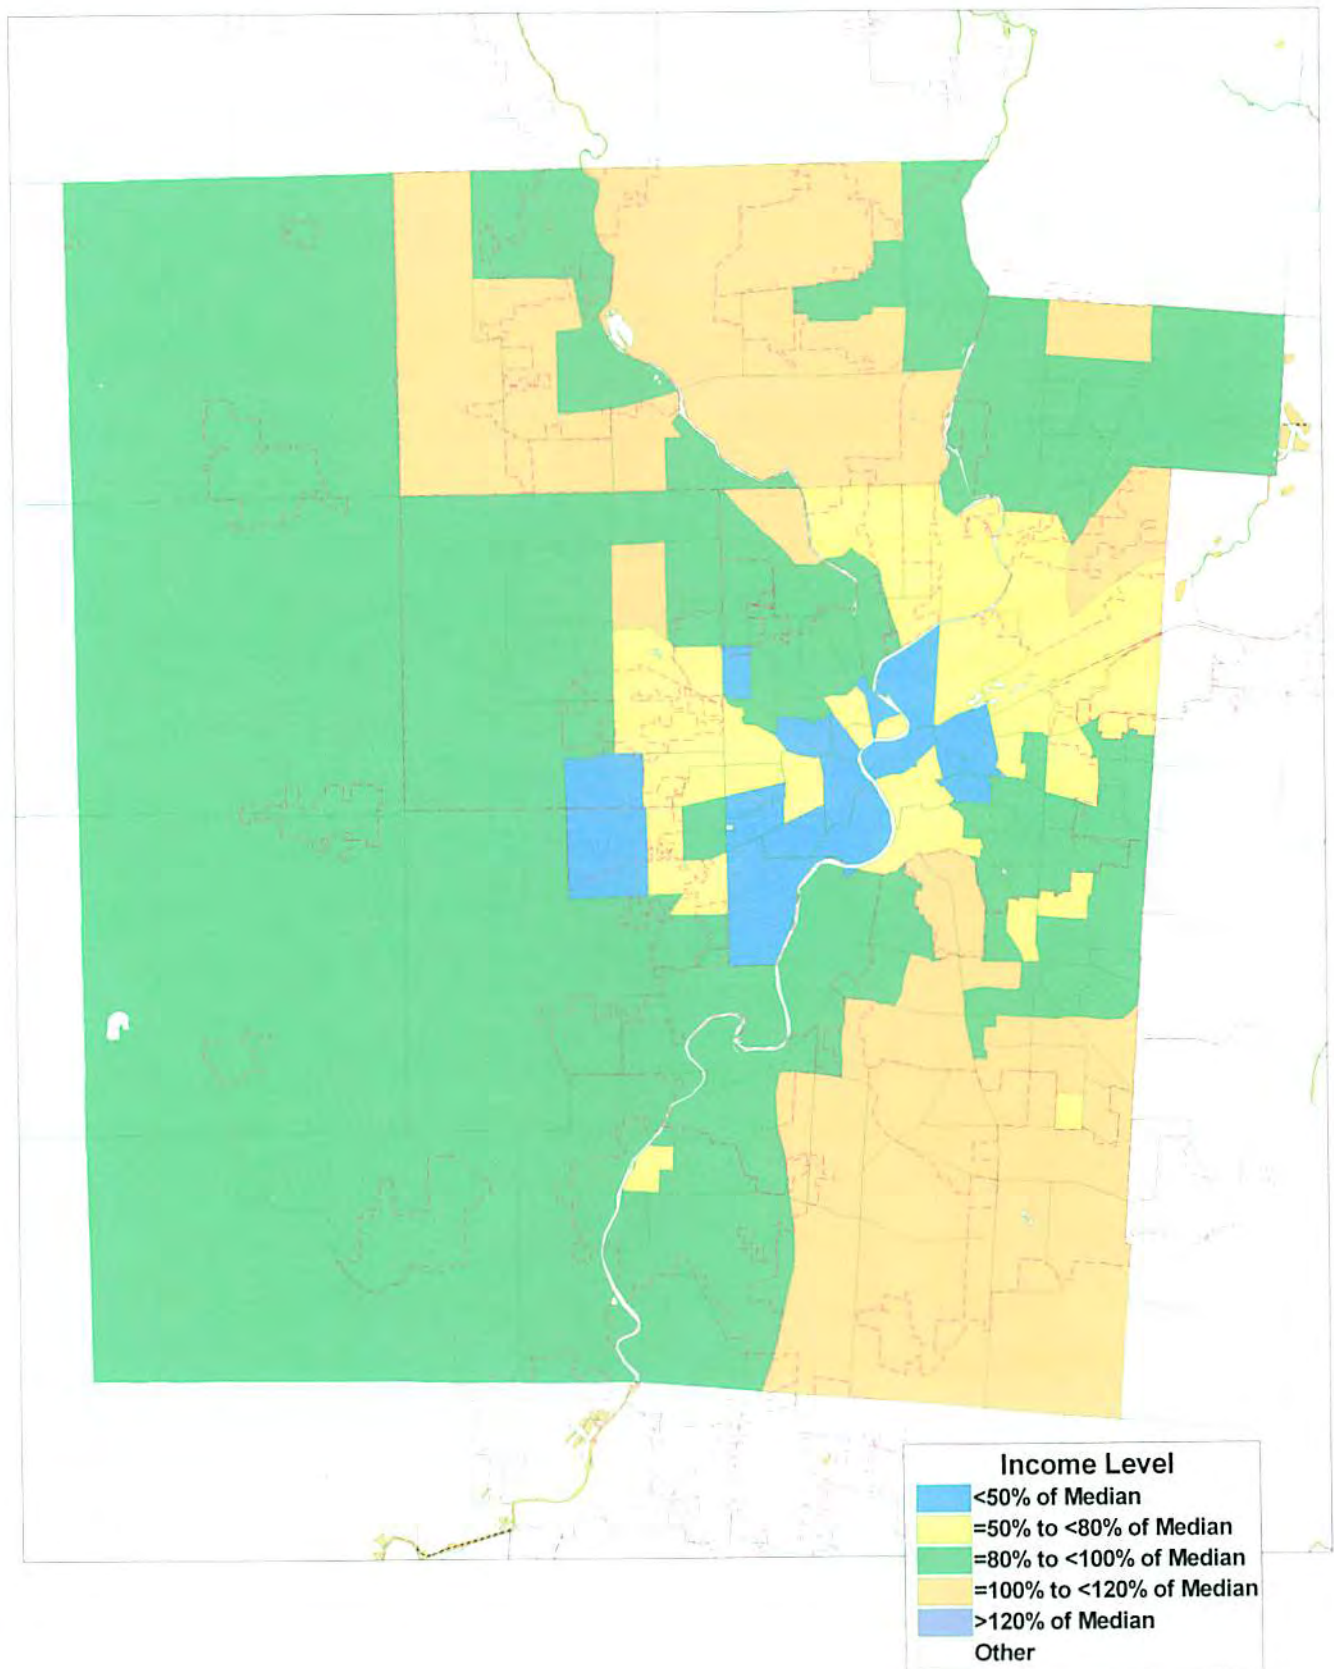 Income Level
<50% of Median
=50% to <80% of Median
=80% to <100% of Median
=100% to <120% of Median
>120% of Median
Other